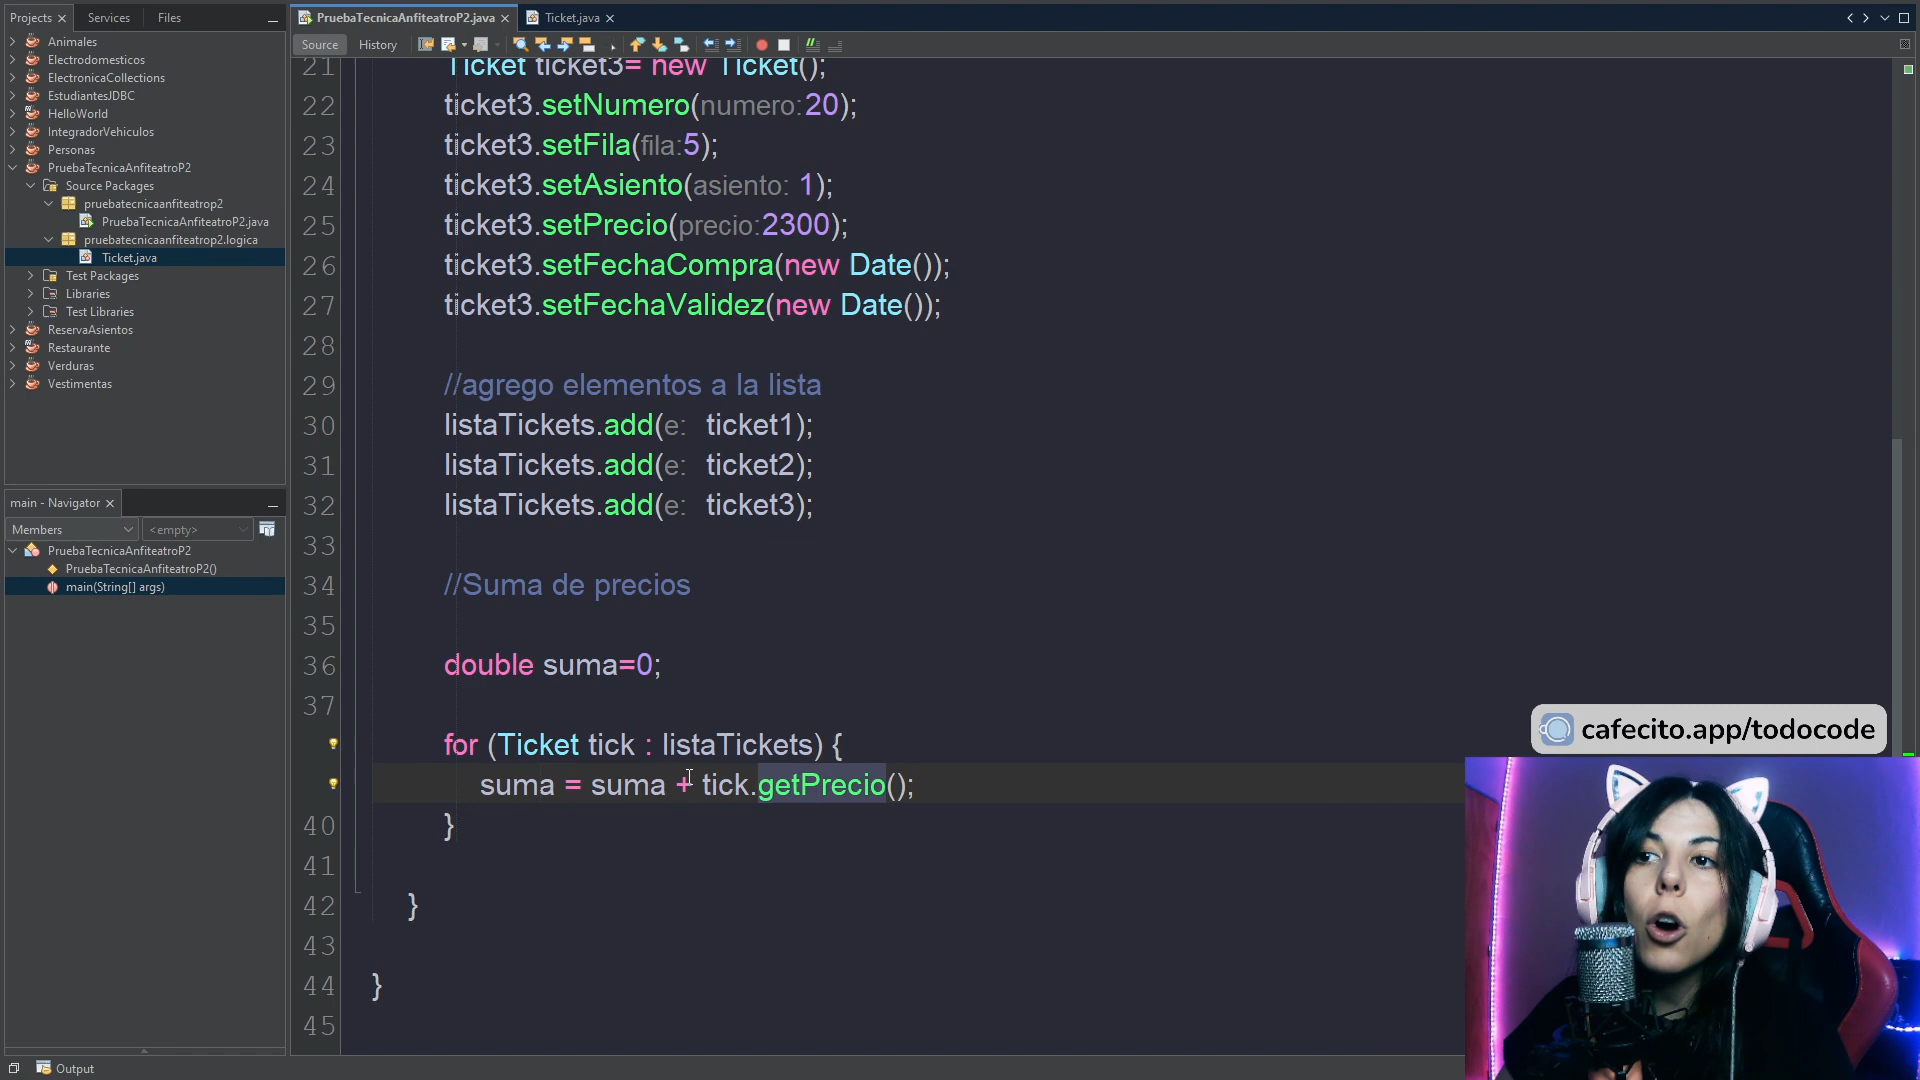 Projects
Services
Files
Animales
Electrodomesticos
ElectronicaCollections
EstudiantesJDBC
HelloWorld
IntegradorVehiculos
Personas
PruebaTecnicaAnfiteatroP2
Source Packages
pruebatecnicaanfiteatrop2
PruebaTecnicaAnfiteatroP2.java
pruebatecnicaanfiteatrop2.logica
Ticket.java
Test Packages
Libraries
Test Libraries
ReservaAsientos
Restaurante
Verduras
Vestimentas
main - Navigator
Members
<empty>
PruebaTecnicaAnfiteatroP2
PruebaTecnicaAnfiteatroP2()
main(String[] args)
Output
PruebaTecnicaAnfiteatroP2.java
Ticket.java
Source
History
21 Ticket ticket3= new Ticket();
22 ticket3.setNumero(numero:20);
23 ticket3.setFila(fila:5);
24 ticket3.setAsiento(asiento: 1);
25 ticket3.setPrecio(precio:2300);
26 ticket3.setFechaCompra(new Date());
27 ticket3.setFechaValidez(new Date());
28
29 //agrego elementos a la lista
30 listaTickets.add(e: ticket1);
31 listaTickets.add(e: ticket2);
32 listaTickets.add(e: ticket3);
33
34 //Suma de precios
35
36 double suma=0;
37
for (Ticket tick : listaTickets) {
suma = suma + tick.getPrecio();
40 }
41
42 }
43
44 }
45
cafecito.app/todocode